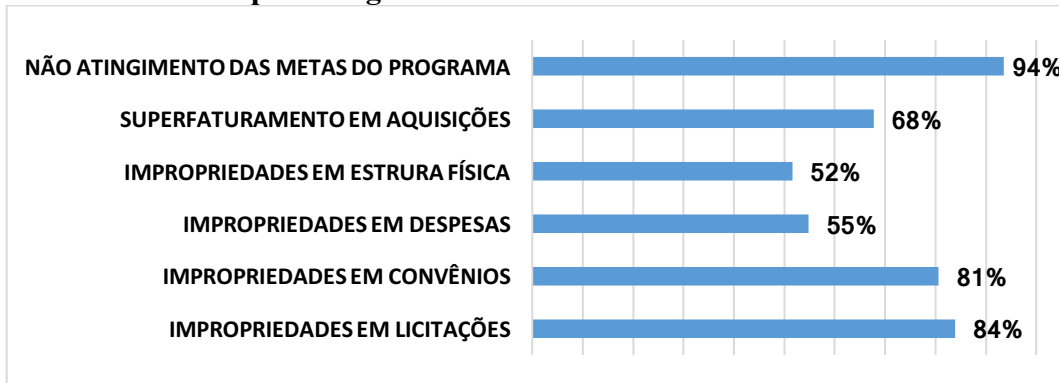 NÃO ATINGIMENTO DAS METAS DO PROGRAMA 94%
SUPERFATURAMENTO EM AQUISIÇÕES 68%
IMPROPRIEDADES EM ESTRURA FÍSICA 52%
IMPROPRIEDADES EM DESPESAS 55%
IMPROPRIEDADES EM CONVÊNIOS 81%
IMPROPRIEDADES EM LICITAÇÕES 84%